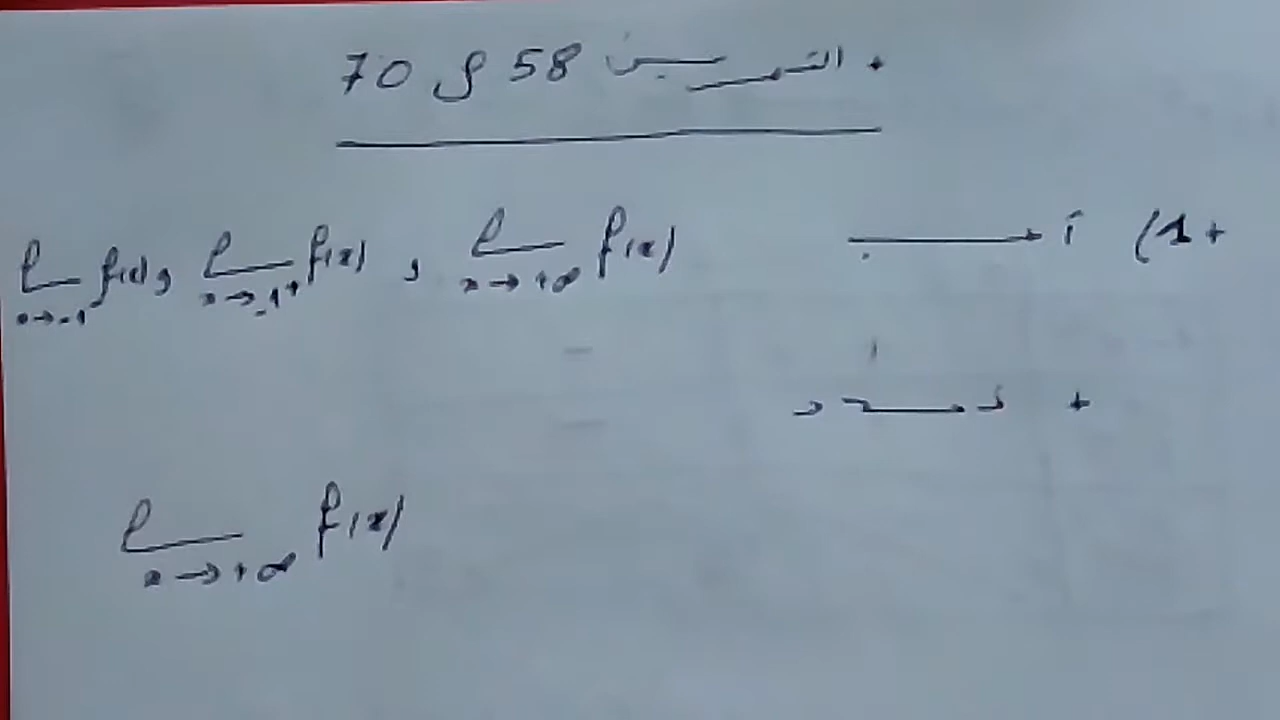 • التمرين 58 ص 70
+ 1) أ lim f(x) , lim f(x) , lim f(x)
x→+∞ x→-1⁺ x→-1
+
lim f(x)
x→+∞